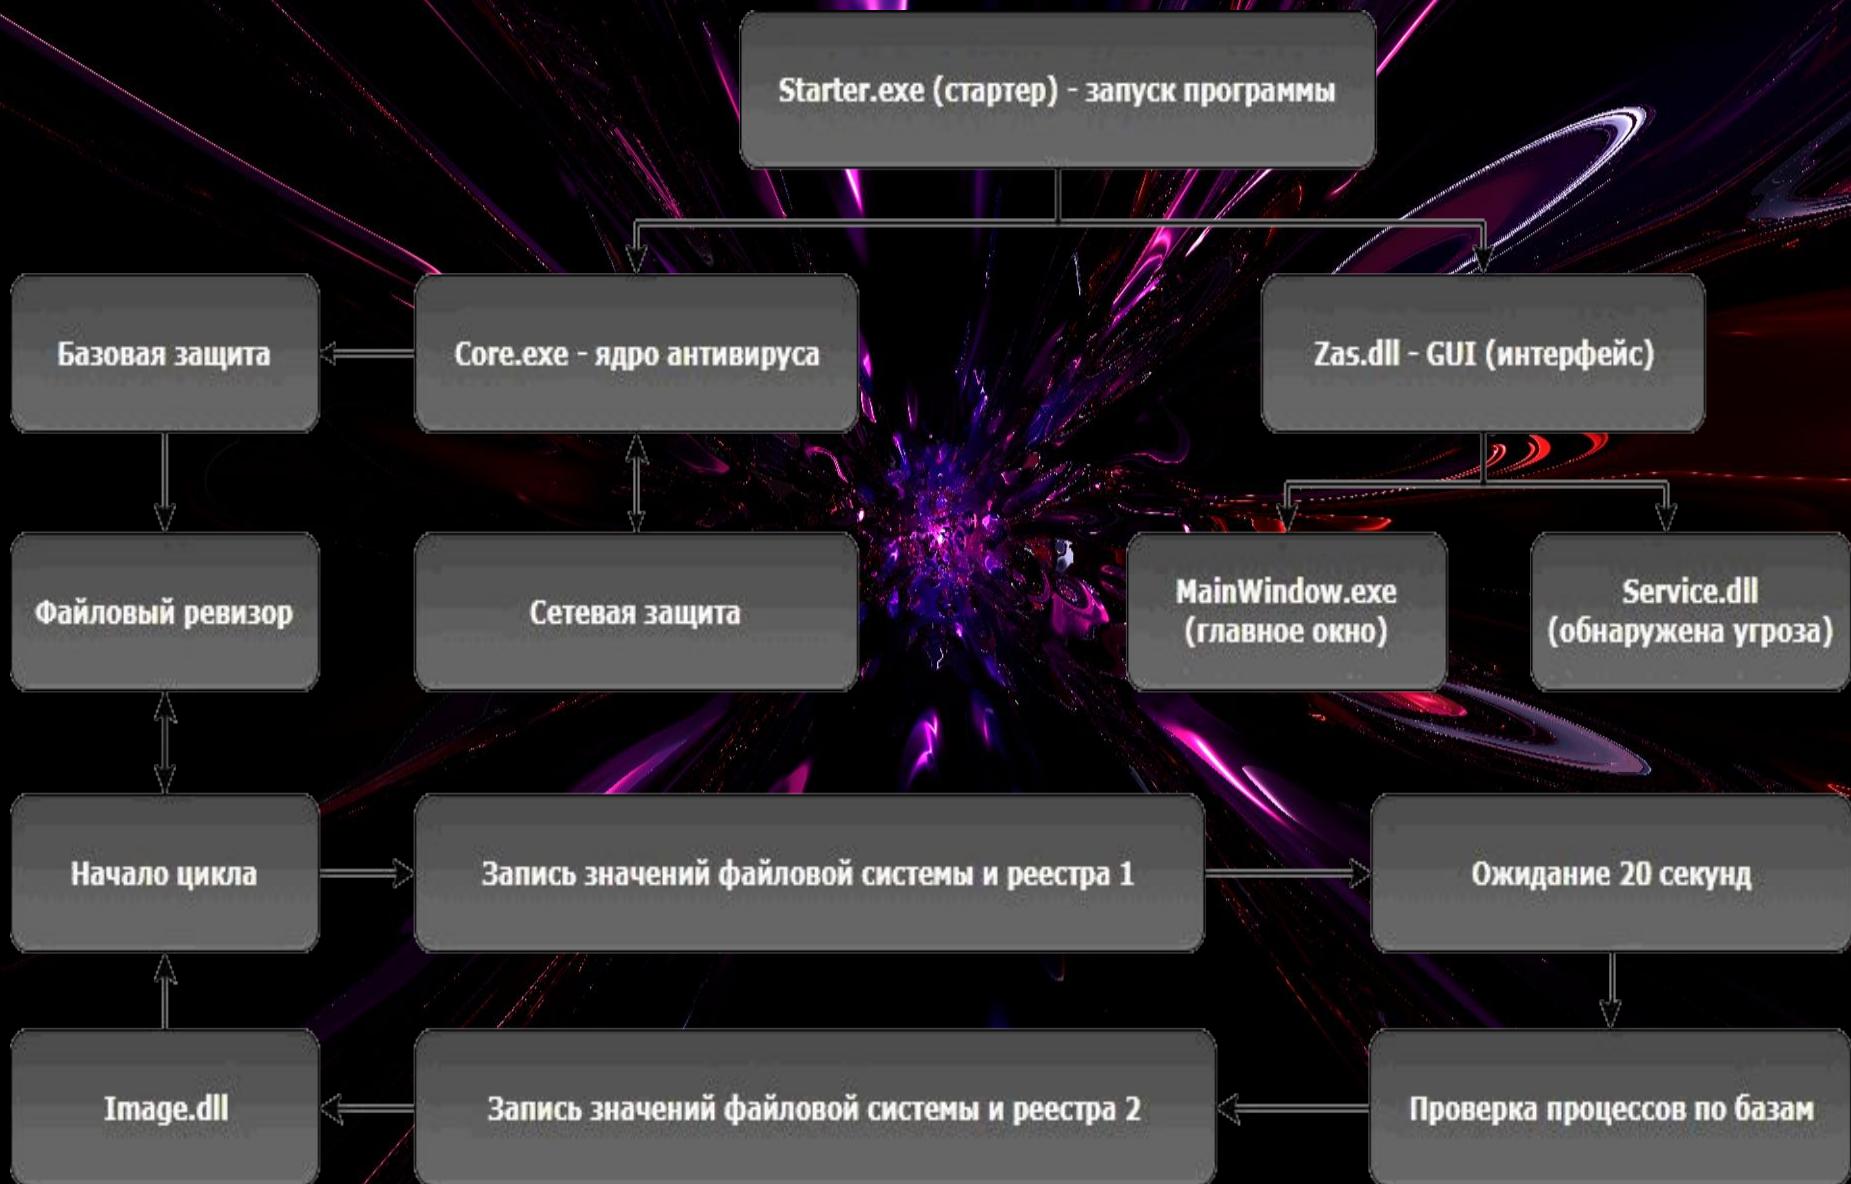 Starter.exe (стартер) - запуск программы
Базовая защита
Core.exe - ядро антивируса
Zas.dll - GUI (интерфейс)
Файловый ревизор
Сетевая защита
MainWindow.exe
(главное окно)
Service.dll
(обнаружена угроза)
Начало цикла
Запись значений файловой системы и реестра 1
Ожидание 20 секунд
Image.dll
Запись значений файловой системы и реестра 2
Проверка процессов по базам